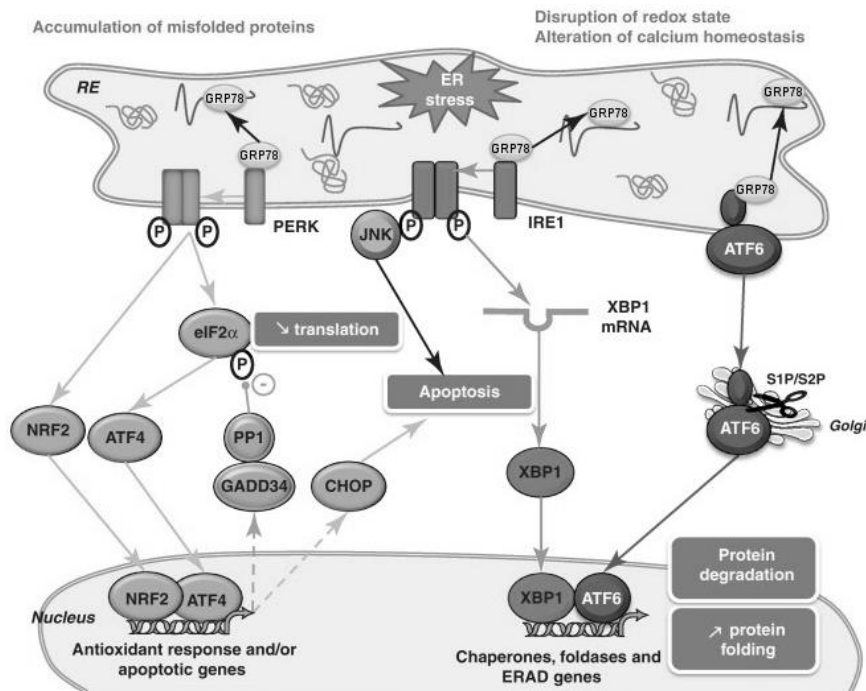 Accumulation of misfolded proteins
Disruption of redox state
Alteration of calcium homeostasis
RE
ER
stress
GRP78
GRP78
GRP78
GRP78
GRP78
GRP78
PERK
IRE1
P
P
P
P
JNK
ATF6
eIF2α
P
↘ translation
XBP1
mRNA
Apoptosis
S1P/S2P
ATF6
Golgi
NRF2
ATF4
PP1
GADD34
CHOP
XBP1
Nucleus
NRF2
ATF4
XBP1
ATF6
Antioxidant response and/or
apoptotic genes
Chaperones, foldases and
ERAD genes
Protein
degradation
↗ protein
folding